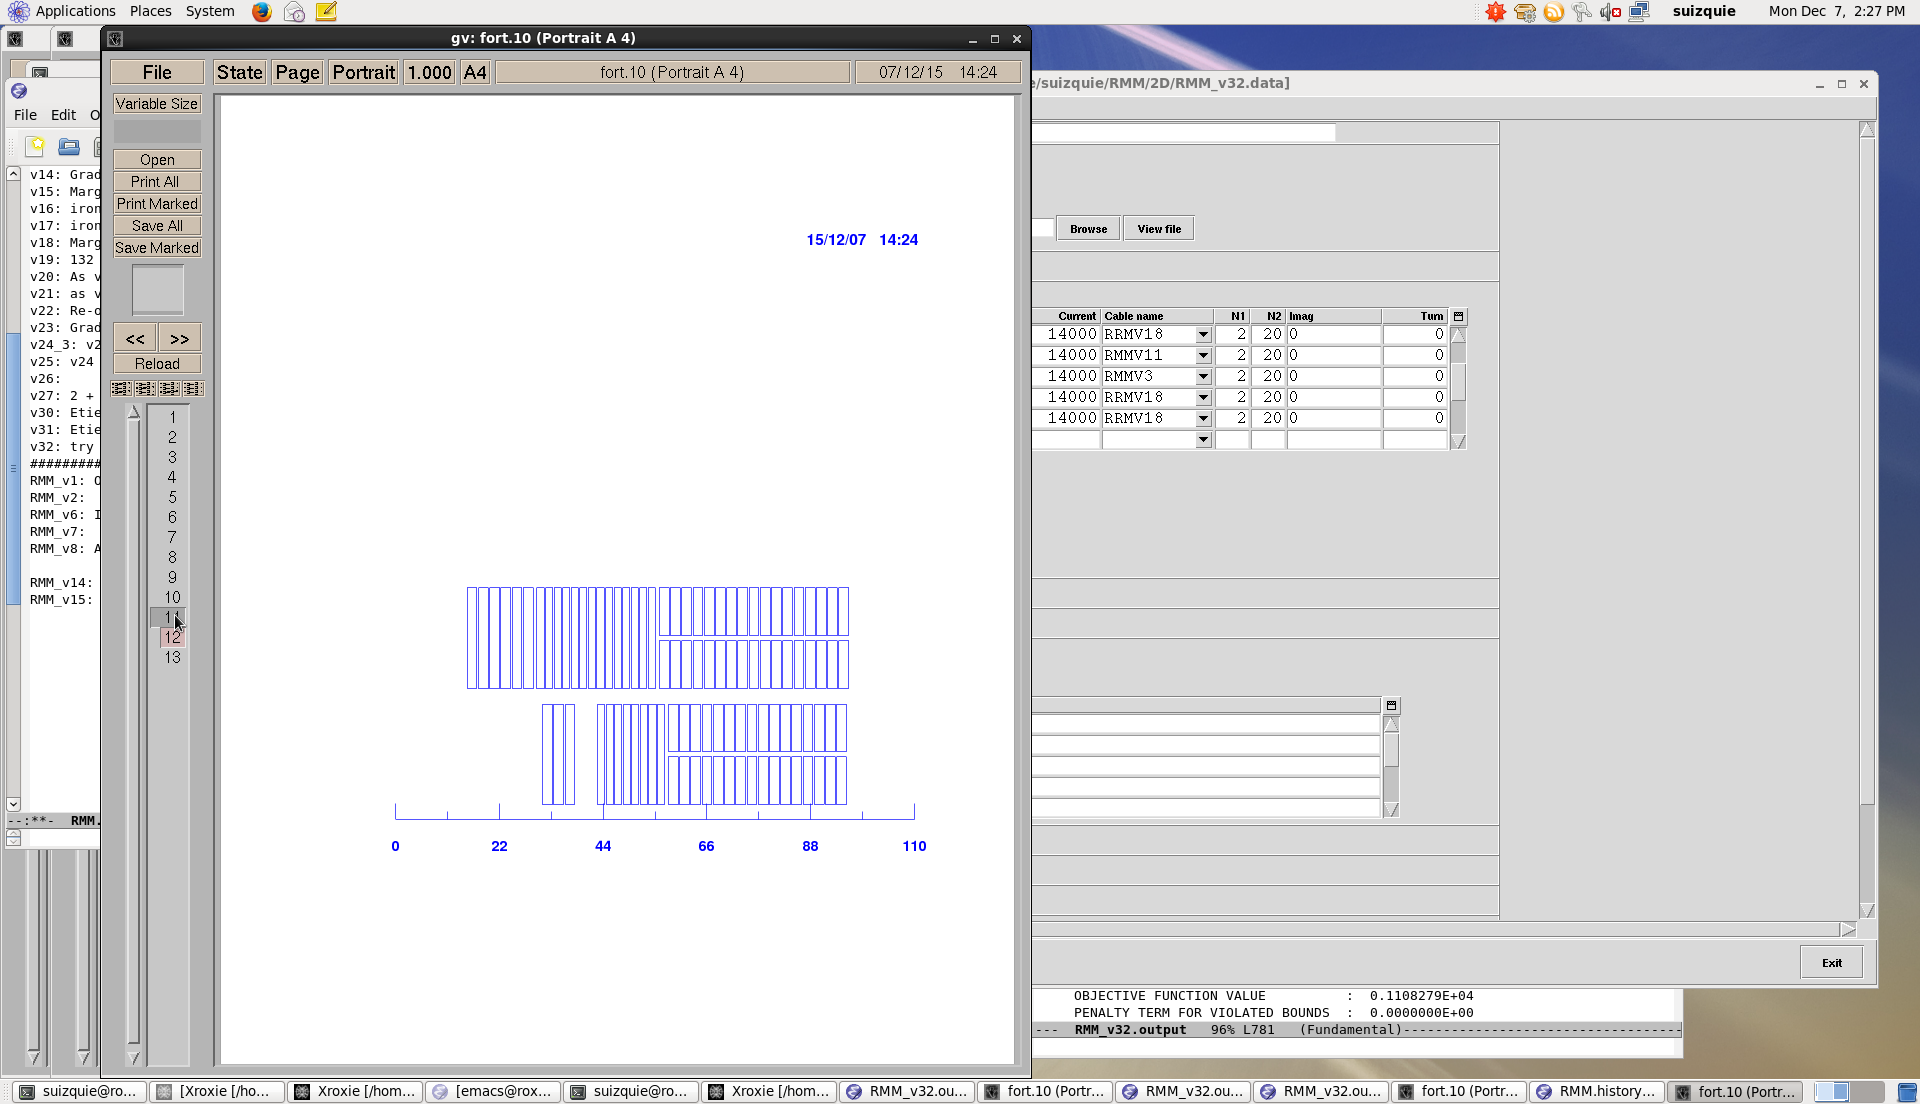 Applications Places System
suizquie Mon Dec 7, 2:27 PM
gv: fort.10 (Portrait A 4)
File State Page Portrait 1.000 A4 fort.10 (Portrait A 4) 07/12/15 14:24
Variable Size
Open
Print All
Print Marked
Save All
Save Marked
<< >>
Reload
1
2
3
4
5
6
7
8
9
10
11
12
13
15/12/07 14:24
0 22 44 66 88 110
File Edit O
v14: Grad
v15: Marg
v16: iron
v17: iron
v18: Marg
v19: 132
v20: As v
v21: as v
v22: Re-o
v23: Grad
v24_3: v2
v25: v24
v26:
v27: 2 +
v30: Etie
v31: Etie
v32: try
#########
RMM_v1: O
RMM_v2:
RMM_v6: I
RMM_v7:
RMM_v8: A
RMM_v14:
RMM_v15:
--:**- RMM.
e/suizquie/RMM/2D/RMM_v32.data]
Browse View file
Current Cable name N1 N2 Imag Turn
14000 RRMV18 2 20 0 0
14000 RMMV11 2 20 0 0
14000 RMMV3 2 20 0 0
14000 RRMV18 2 20 0 0
14000 RRMV18 2 20 0 0
Exit
OBJECTIVE FUNCTION VALUE : 0.1108279E+04
PENALTY TERM FOR VIOLATED BOUNDS : 0.0000000E+00
--- RMM_v32.output 96% L781 (Fundamental)-----------------------------------
suizquie@ro... [Xroxie [/ho... Xroxie [/hom... [emacs@rox... suizquie@ro... Xroxie [/hom... RMM_v32.ou... fort.10 (Portr... RMM_v32.ou... RMM_v32.ou... fort.10 (Portr... RMM.history... fort.10 (Portr...